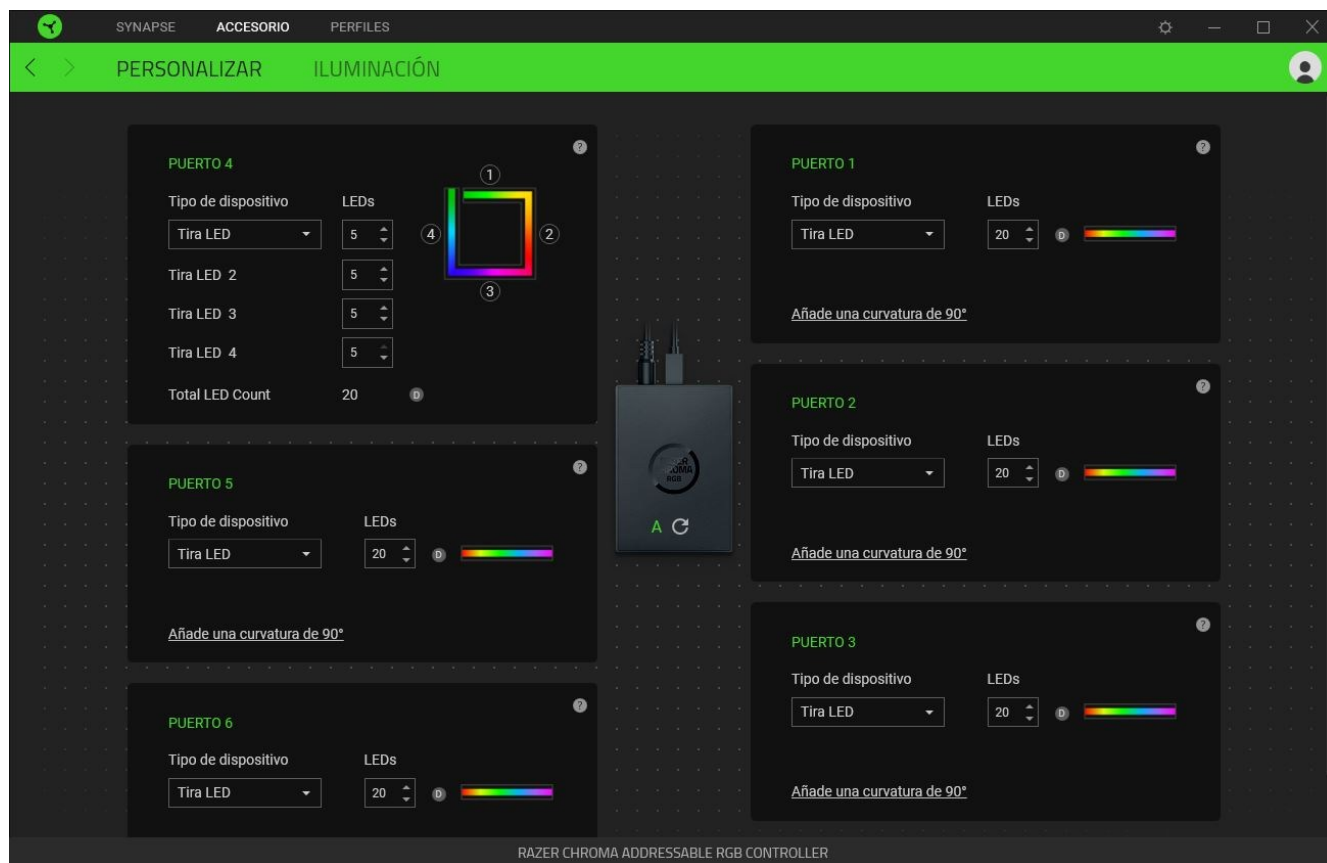 SYNAPSE ACCESORIO PERFILES
PERSONALIZAR ILUMINACIÓN
PUERTO 4
?
1
Tipo de dispositivo LEDs
Tira LED 5
4 2
Tira LED 2 5
3
Tira LED 3 5
Tira LED 4 5
Total LED Count 20 D
PUERTO 5
?
Tipo de dispositivo LEDs
Tira LED 20 D
Añade una curvatura de 90°
PUERTO 6
?
Tipo de dispositivo LEDs
Tira LED 20 D
RGB
A
PUERTO 1
?
Tipo de dispositivo LEDs
Tira LED 20 D
Añade una curvatura de 90°
PUERTO 2
?
Tipo de dispositivo LEDs
Tira LED 20 D
Añade una curvatura de 90°
PUERTO 3
?
Tipo de dispositivo LEDs
Tira LED 20 D
Añade una curvatura de 90°
RAZER CHROMA ADDRESSABLE RGB CONTROLLER